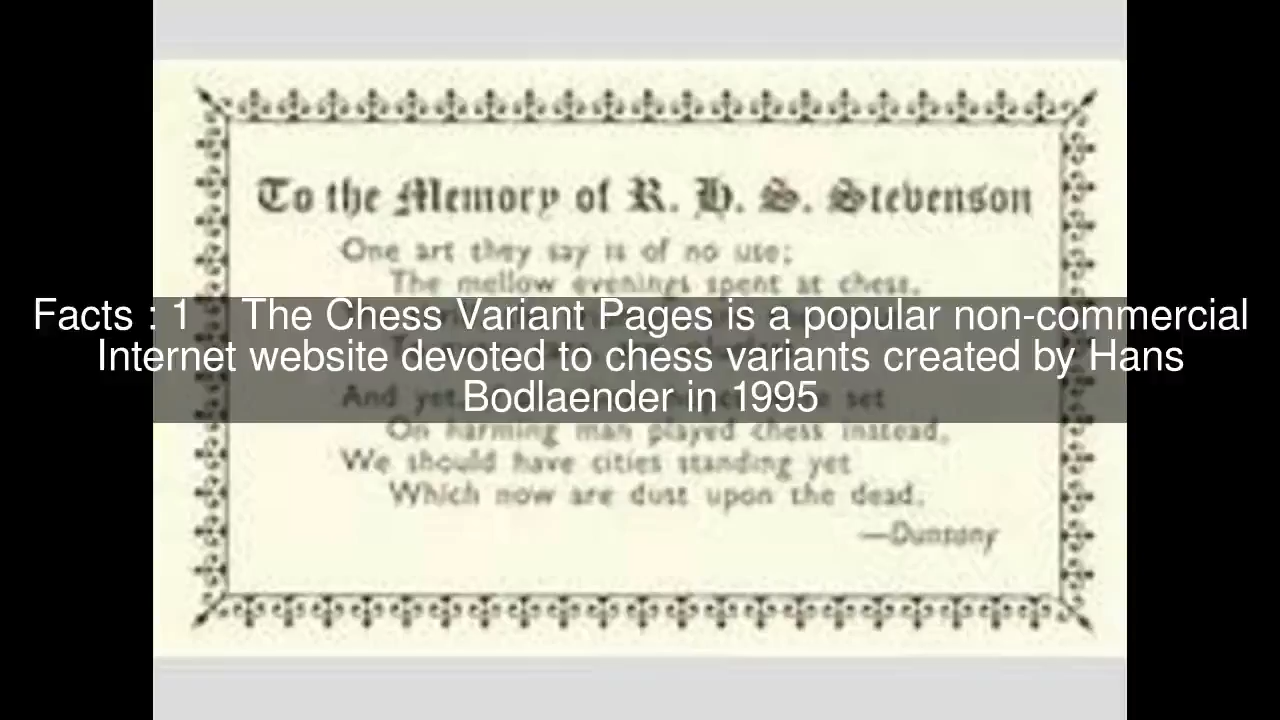 To the Memory of R. H. S. Stevenson
One art they say is of no use;
The mellow evenings spent at chess,
Facts : 1 The Chess Variant Pages is a popular non-commercial
Internet website devoted to chess variants created by Hans
Bodlaender in 1995
And yet, set
On harming man played chess instead,
We should have cities standing yet
Which now are dust upon the dead.
—Dunsany